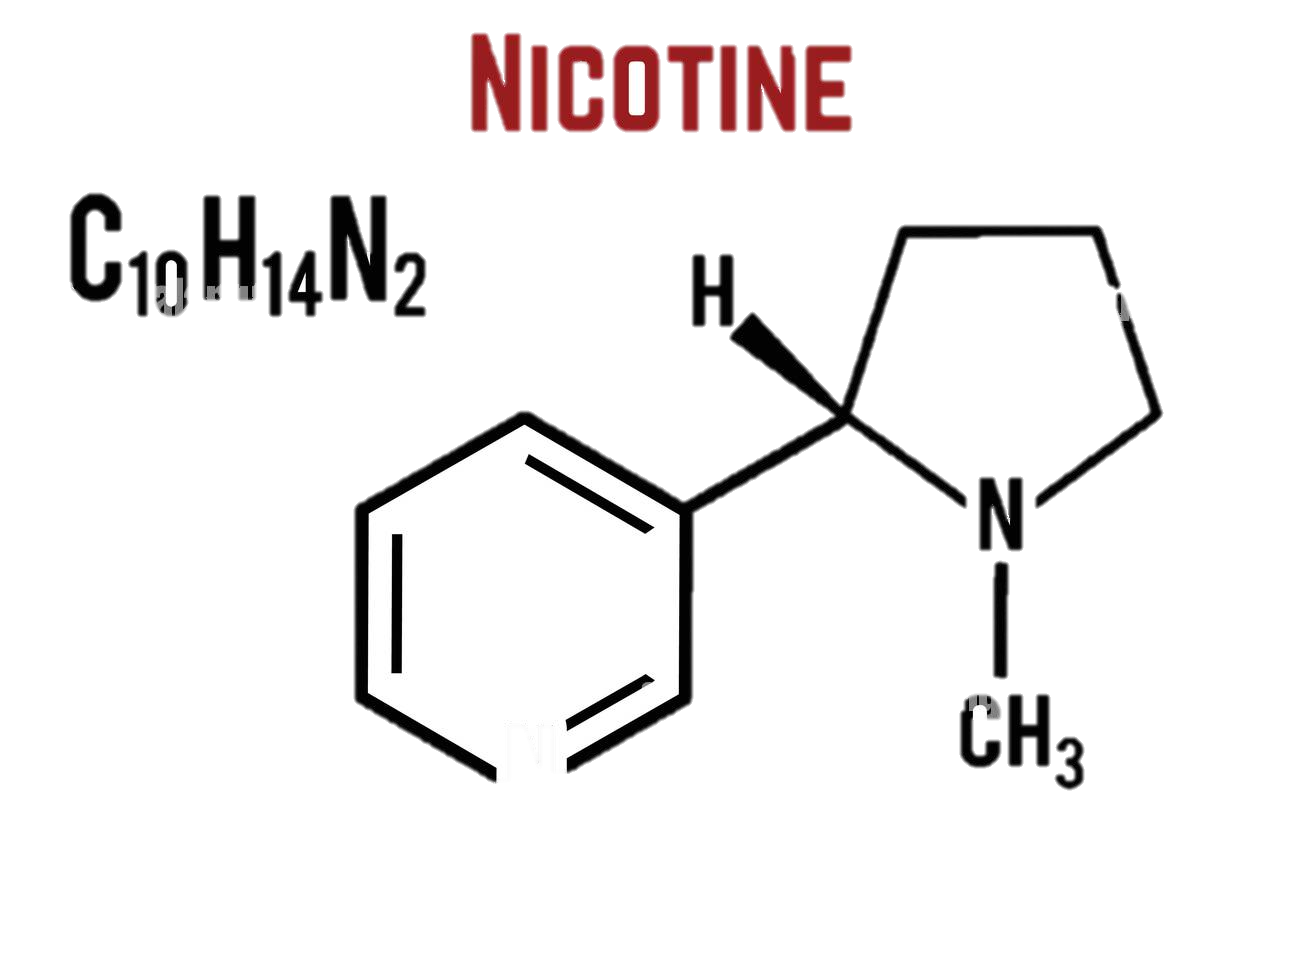 NICOTINE
C₁₀H₁₄N₂
H
N
CH₃
N